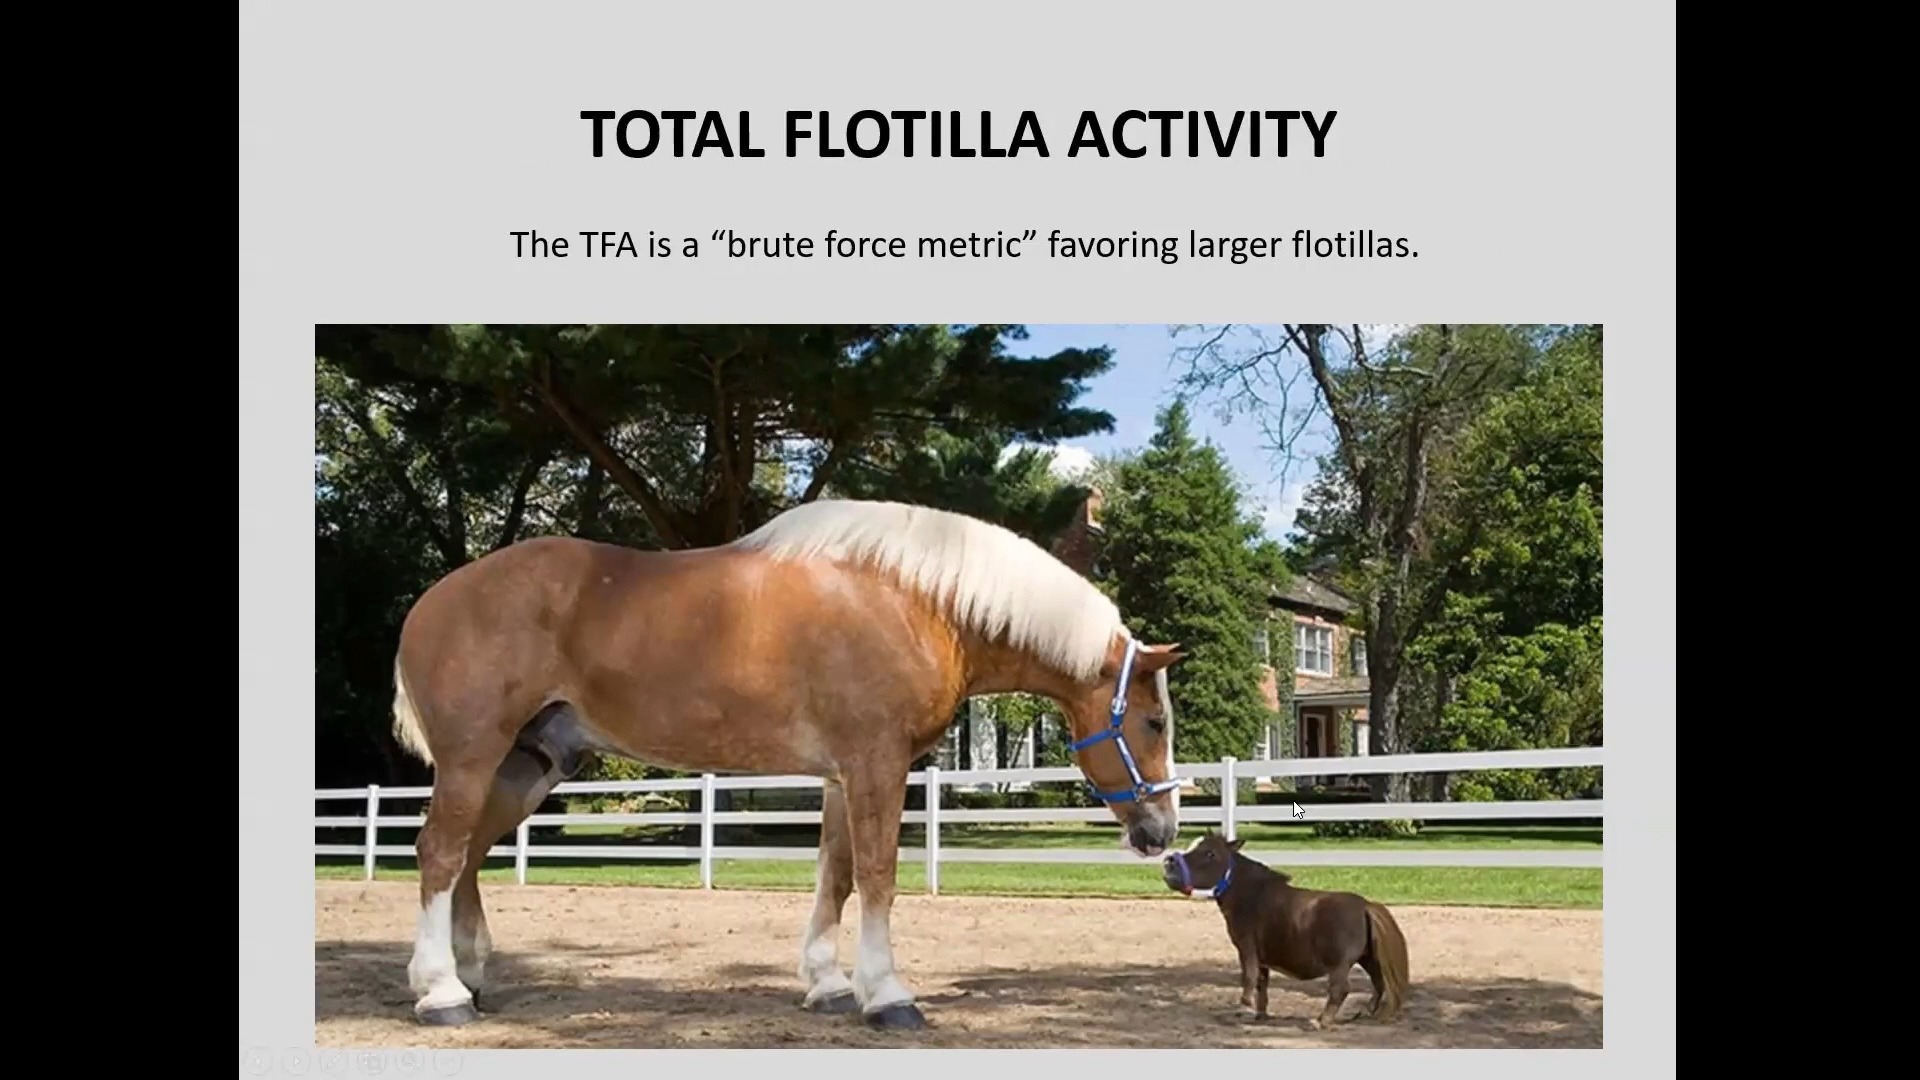 TOTAL FLOTILLA ACTIVITY
The TFA is a “brute force metric” favoring larger flotillas.